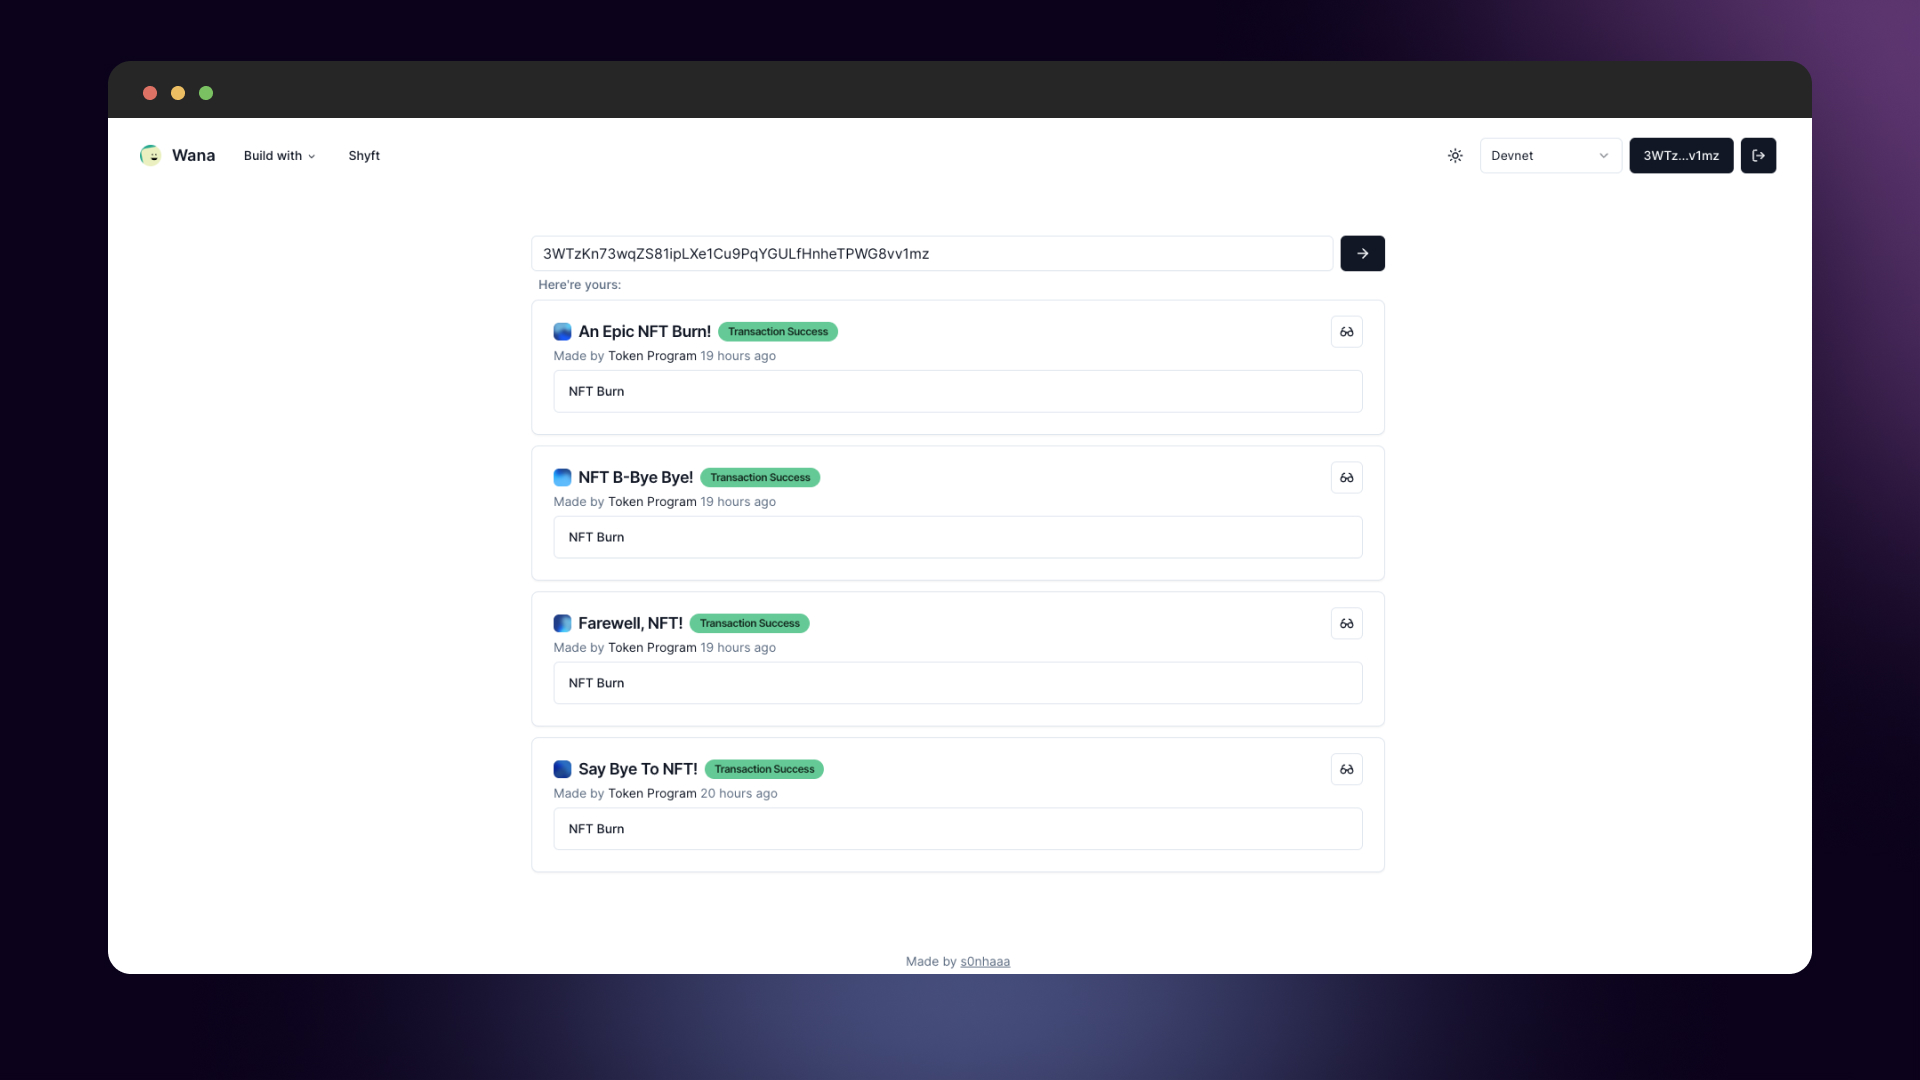 Wana Build with Shyft Devnet 3WTz...v1mz
3WTzKn73wqZS81ipLXe1Cu9PqYGULfHnheTPWG8vv1mz
Here're yours:
An Epic NFT Burn! Transaction Success
Made by Token Program 19 hours ago
NFT Burn
NFT B-Bye Bye! Transaction Success
Made by Token Program 19 hours ago
NFT Burn
Farewell, NFT! Transaction Success
Made by Token Program 19 hours ago
NFT Burn
Say Bye To NFT! Transaction Success
Made by Token Program 20 hours ago
NFT Burn
Made by s0nhaaa